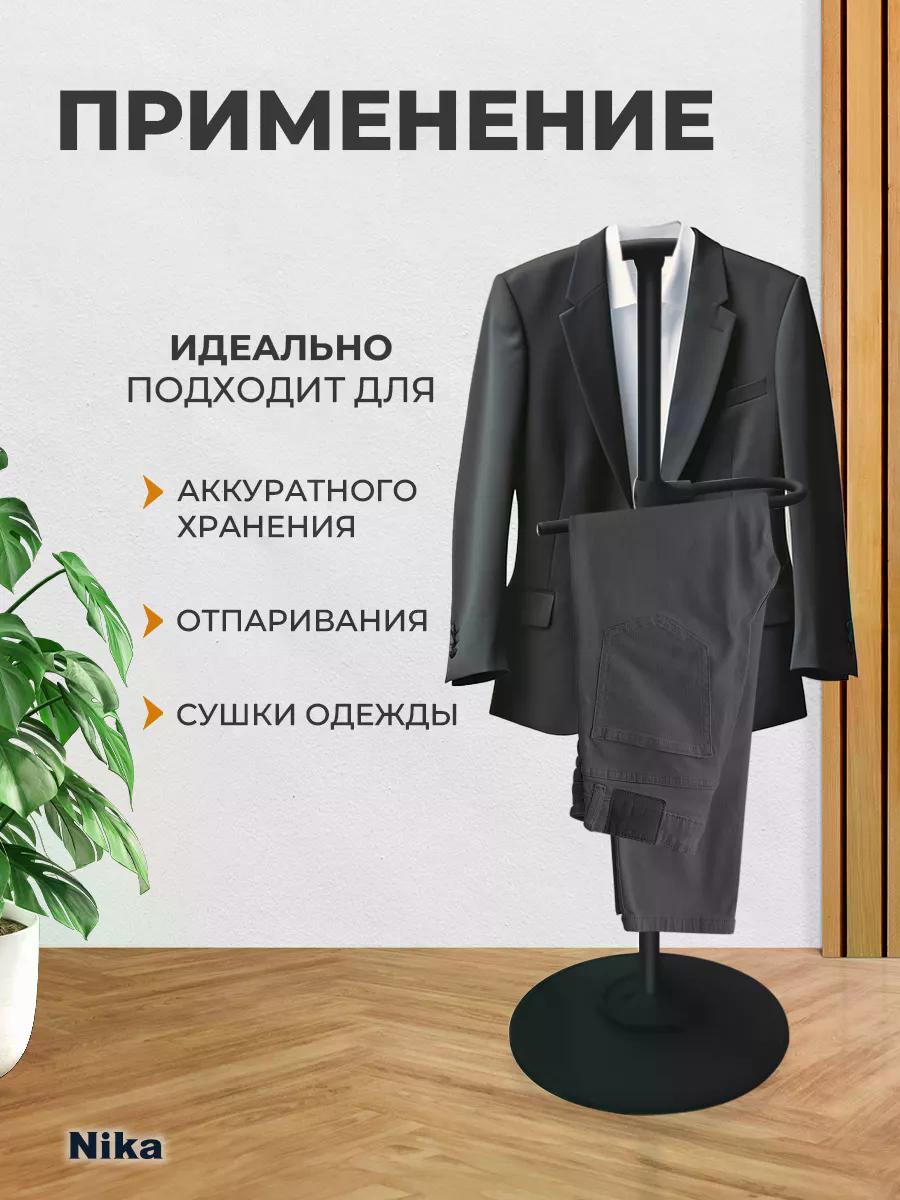 ПРИМЕНЕНИЕ
ИДЕАЛЬНО
ПОДХОДИТ ДЛЯ
АККУРАТНОГО
ХРАНЕНИЯ
ОТПАРИВАНИЯ
СУШКИ ОДЕЖДЫ
Nika